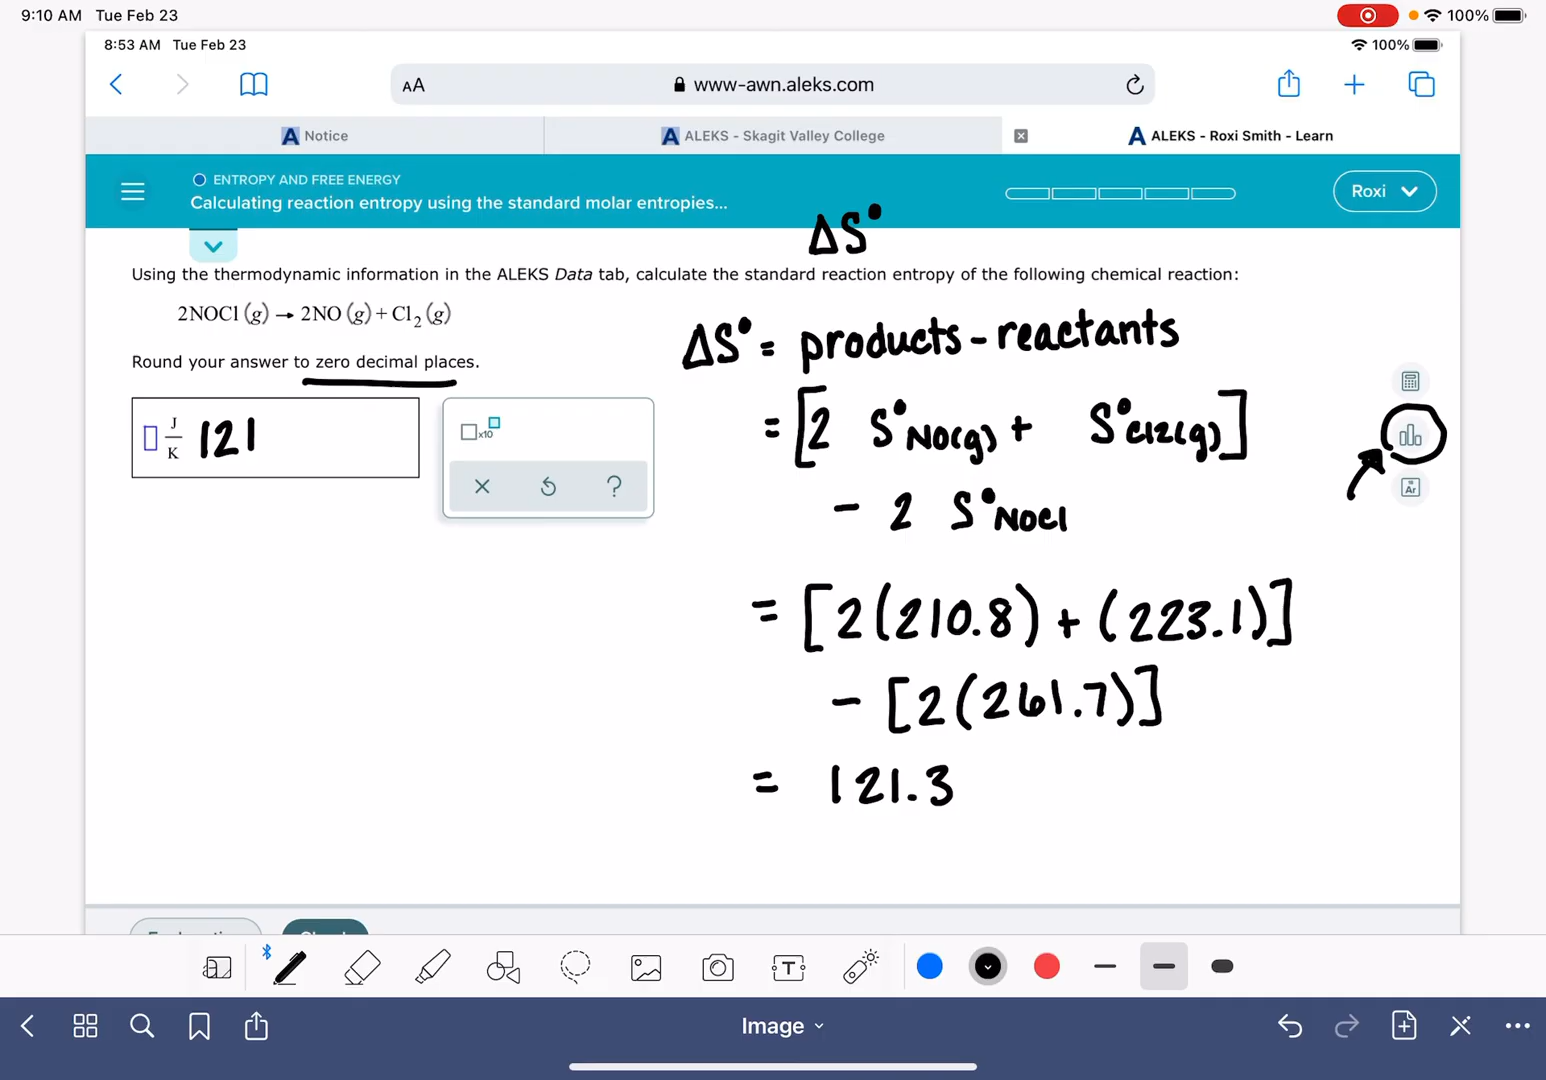 9:10 AM Tue Feb 23
100%
8:53 AM Tue Feb 23
100%
AA
www-awn.aleks.com
A Notice
A ALEKS - Skagit Valley College
A ALEKS - Roxi Smith - Learn
ENTROPY AND FREE ENERGY
Calculating reaction entropy using the standard molar entropies...
Roxi
ΔS°
Using the thermodynamic information in the ALEKS Data tab, calculate the standard reaction entropy of the following chemical reaction:
2NOCl (g) → 2NO (g) + Cl₂ (g)
Round your answer to zero decimal places.
J/K 121
x10
?
ΔS° = products - reactants
= [2 S°NO(g) + S°Cl2(g)]
- 2 S°NOCl
= [2(210.8) + (223.1)]
- [2(261.7)]
= 121.3
Ar
T
Image